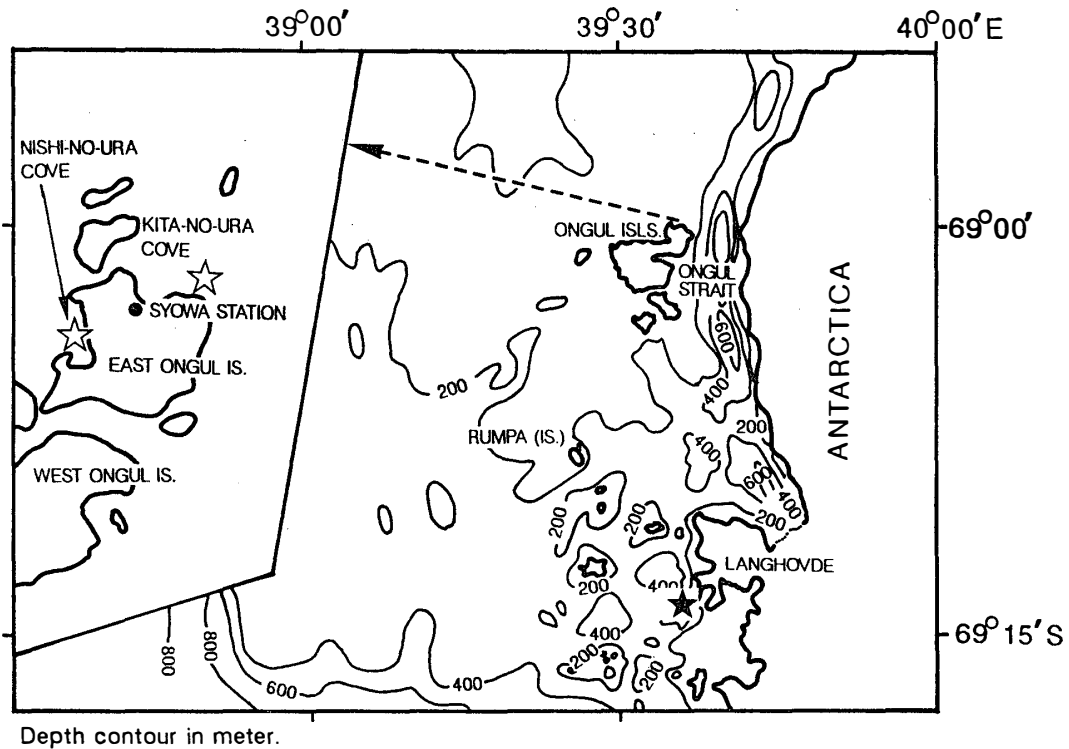 39°00′
39°30′
40°00′E
NISHI-NO-URA
COVE
KITA-NO-URA
COVE
SYOWA STATION
EAST ONGUL IS.
WEST ONGUL IS.
ONGUL ISLS.
69°00′
ONGUL
STRAIT
600
ANTARCTICA
200
400
200
RUMPA (IS.)
400
600
400
200
200
200
LANGHOVDE
200
400
400
69°15′S
800
800
200
200
600
400
Depth contour in meter.